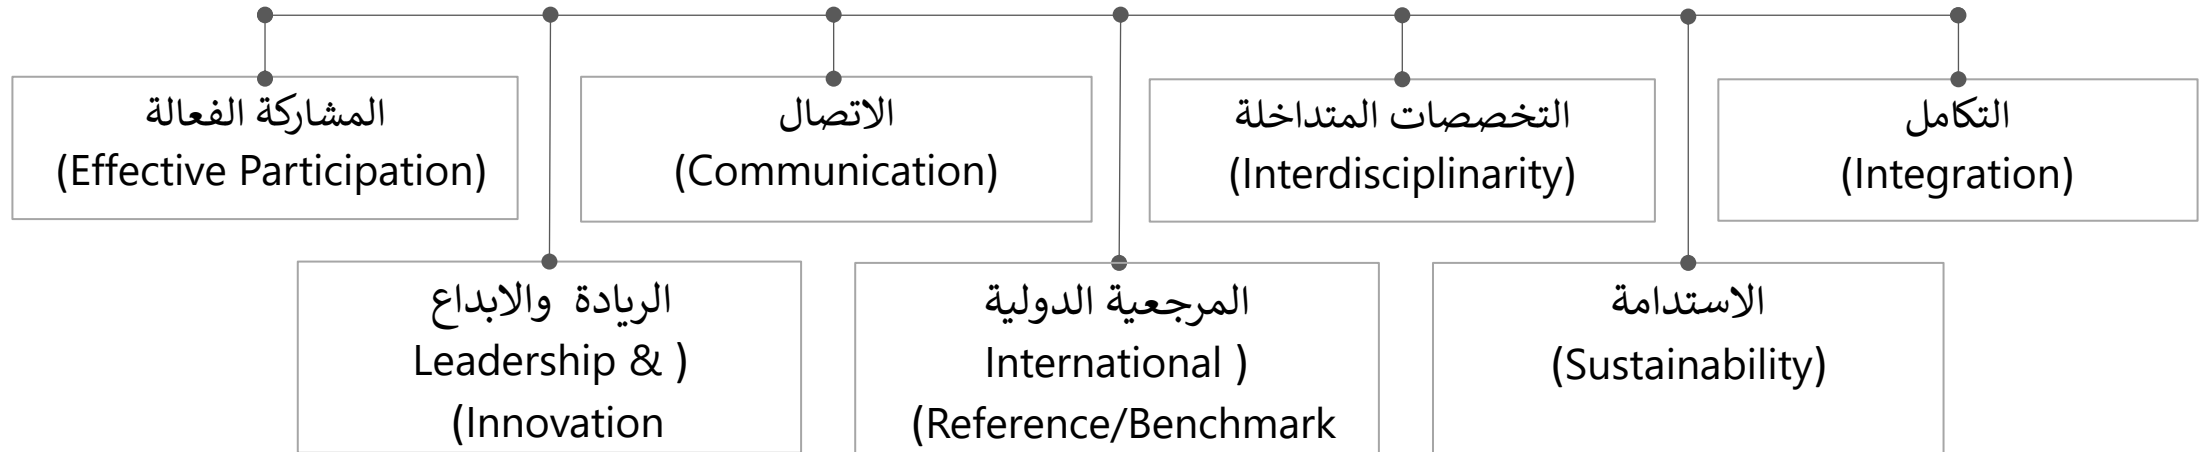 التكامل
(Integration)
التخصصات المتداخلة
(Interdisciplinarity)
الاتصال
(Communication)
المشاركة الفعالة
(Effective Participation)
الاستدامة
(Sustainability)
المرجعية الدولية
International )
(Reference/Benchmark
الريادة والابداع
Leadership & )
(Innovation